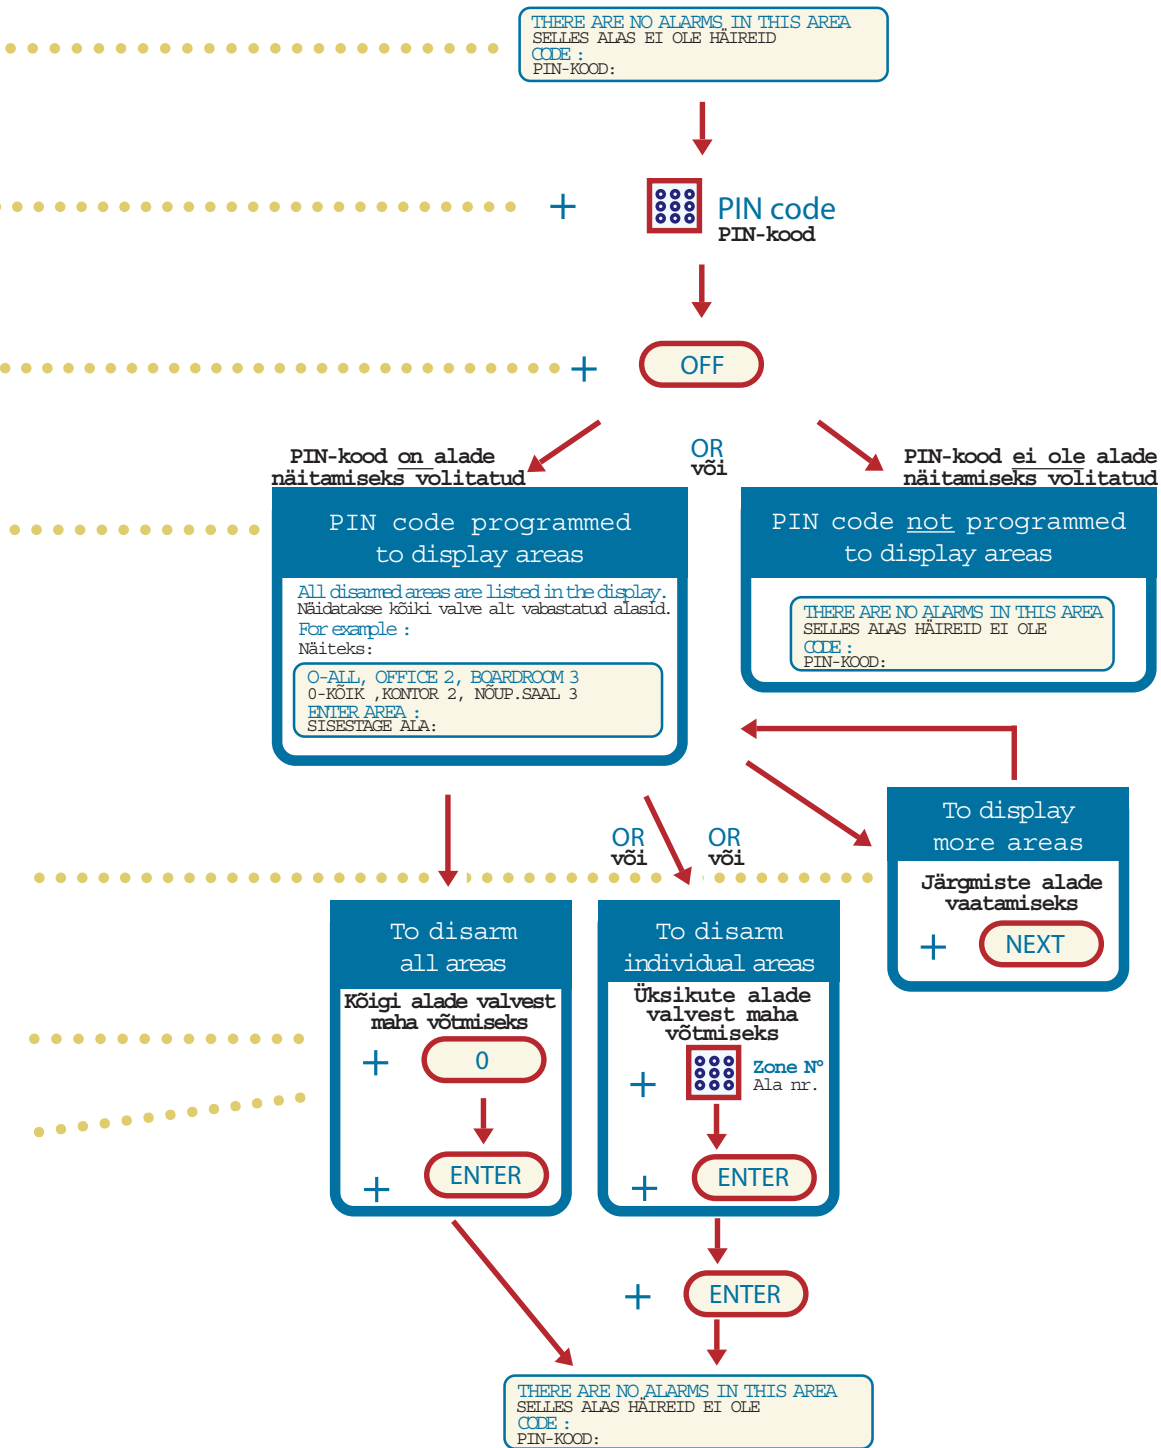 THERE ARE NO ALARMS IN THIS AREA
SELLES ALAS EI OLE HÄIREID
CODE :
PIN-KOOD:
+
PIN code
PIN-kood
+
OFF
PIN-kood on alade
näitamiseks volitatud
OR
või
PIN-kood ei ole alade
näitamiseks volitatud
PIN code programmed
to display areas
All disarmed areas are listed in the display.
Näidatakse kõiki valve alt vabastatud alasid.
For example :
Näiteks:
O-ALL, OFFICE 2, BOARDROOM 3
0-KÕIK ,KONTOR 2, NÕUP.SAAL 3
ENTER AREA :
SISESTAGE ALA:
PIN code not programmed
to display areas
THERE ARE NO ALARMS IN THIS AREA
SELLES ALAS HÄIREID EI OLE
CODE :
PIN-KOOD:
To display
more areas
Järgmiste alade
vaatamiseks
+
NEXT
OR
või
OR
või
To disarm
all areas
Kõigi alade valvest
maha võtmiseks
+
0
+
ENTER
To disarm
individual areas
Üksikute alade
valvest maha
võtmiseks
+
Zone N°
Ala nr.
+
ENTER
+
ENTER
THERE ARE NO ALARMS IN THIS AREA
SELLES ALAS HÄIREID EI OLE
CODE :
PIN-KOOD: